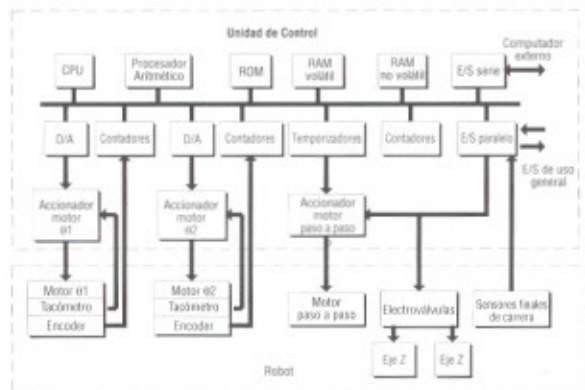 Unidad de Control
Computador
externo
CPU
Procesador
Aritmético
ROM
RAM
volátil
RAM
no volátil
E/S serie
D/A
Contadores
D/A
Contadores
Temporizadores
Contadores
E/S paralelo
E/S de uso
general
Accionador
motor
θ1
Accionador
motor
θ2
Accionador
motor
paso a paso
Motor θ1
Tacómetro
Encoder
Motor θ2
Tacómetro
Encoder
Motor
paso a paso
Electroválvulas
Sensores finales
de carrera
Eje Z
Eje Z
Robot